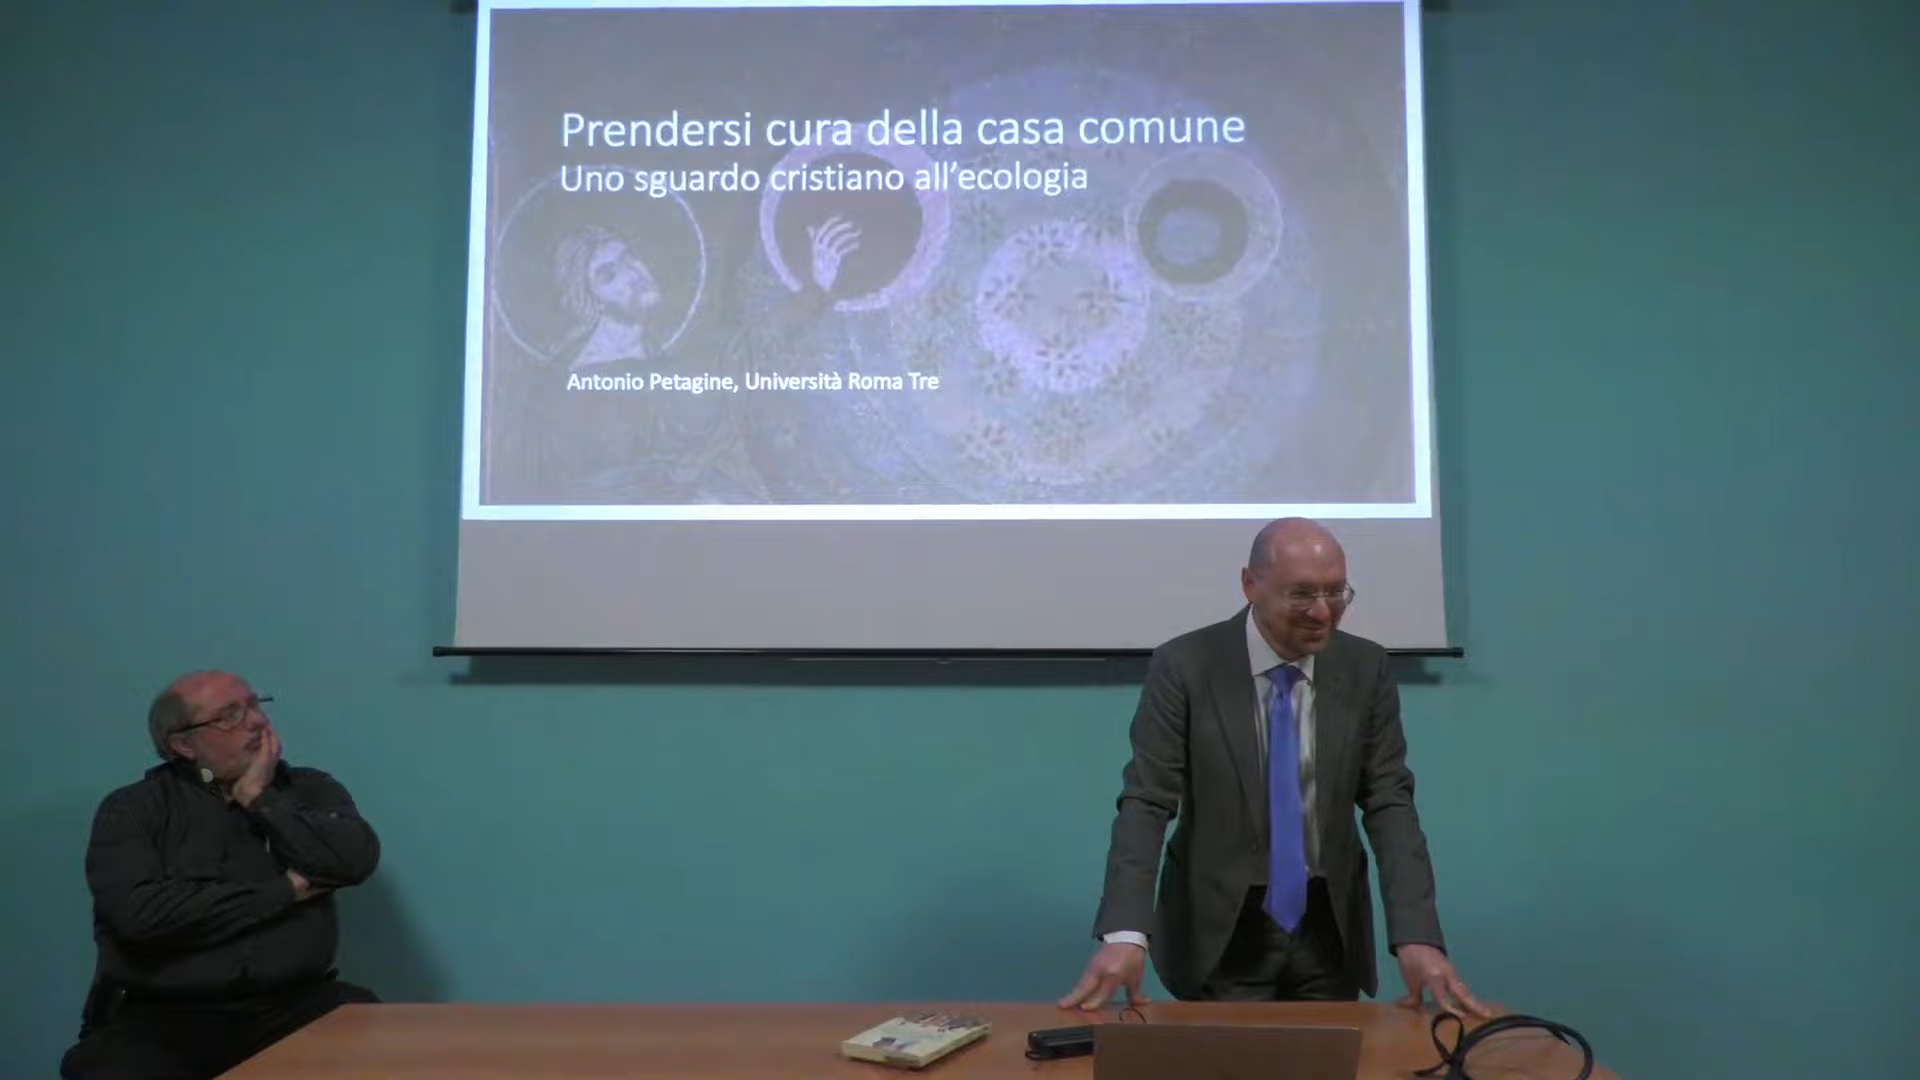 Prendersi cura della casa comune
Uno sguardo cristiano all’ecologia
Antonio Petagine, Università Roma Tre